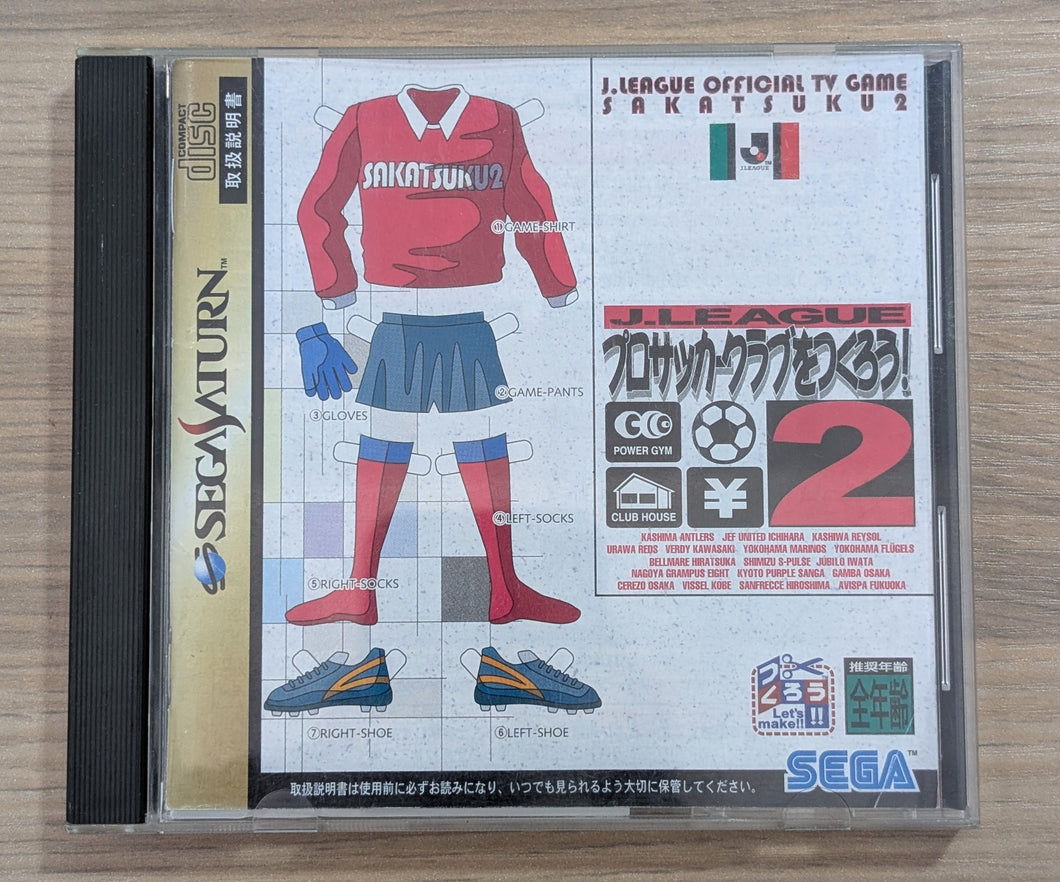 COMPACT
DISC
取扱説明書
SEGA SATURN™
J.LEAGUE OFFICIAL TV GAME
SAKATSUKU2
J
J.LEAGUE™
SAKATSUKU2
①GAME-SHIRT
②GAME-PANTS
③GLOVES
④LEFT-SOCKS
⑤RIGHT-SOCKS
⑦RIGHT-SHOE
⑥LEFT-SHOE
J.LEAGUE
プロサッカークラブをつくろう!
2
POWER GYM
CLUB HOUSE
¥
KASHIMA ANTLERS JEF UNITED ICHIHARA KASHIWA REYSOL
URAWA REDS VERDY KAWASAKI YOKOHAMA MARINOS YOKOHAMA FLÜGELS
BELLMARE HIRATSUKA SHIMIZU S-PULSE JÚBILO IWATA
NAGOYA GRAMPUS EIGHT KYOTO PURPLE SANGA GAMBA OSAKA
CEREZO OSAKA VISSEL KOBE SANFRECCE HIROSHIMA AVISPA FUKUOKA
つくろう!!
Let's
make!!
推奨年齢
全年齢
SEGA™
取扱説明書は使用前に必ずお読みになり、いつでも見られるよう大切に保管してください。